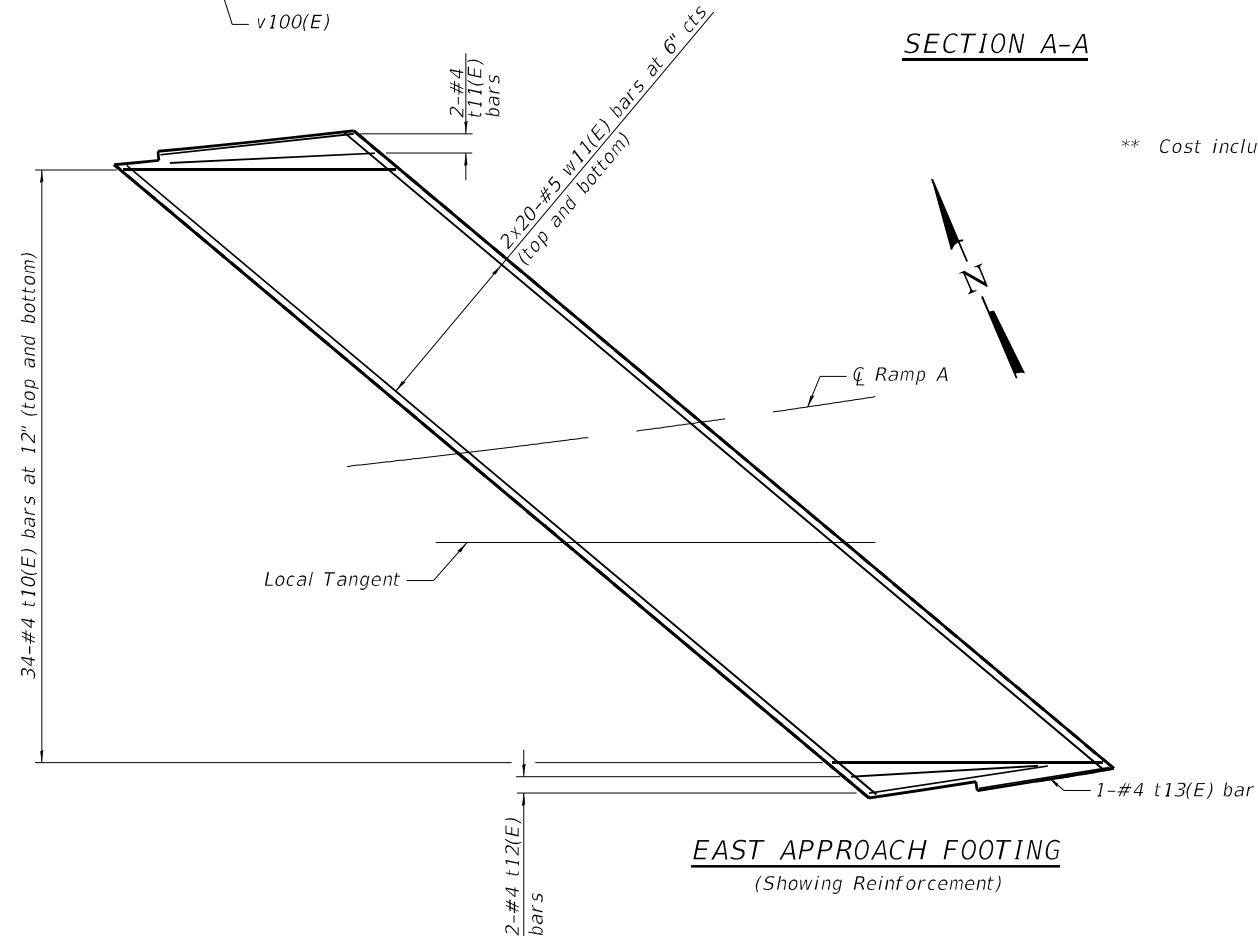 v100(E)
SECTION A-A
2-#4
t11(E)
bars
2x20-#5 w11(E) bars at 6" cts
(top and bottom)
** Cost inclu
N
34-#4 t10(E) bars at 12" (top and bottom)
℄ Ramp A
Local Tangent
1-#4 t13(E) bar
2-#4 t12(E)
bars
EAST APPROACH FOOTING
(Showing Reinforcement)